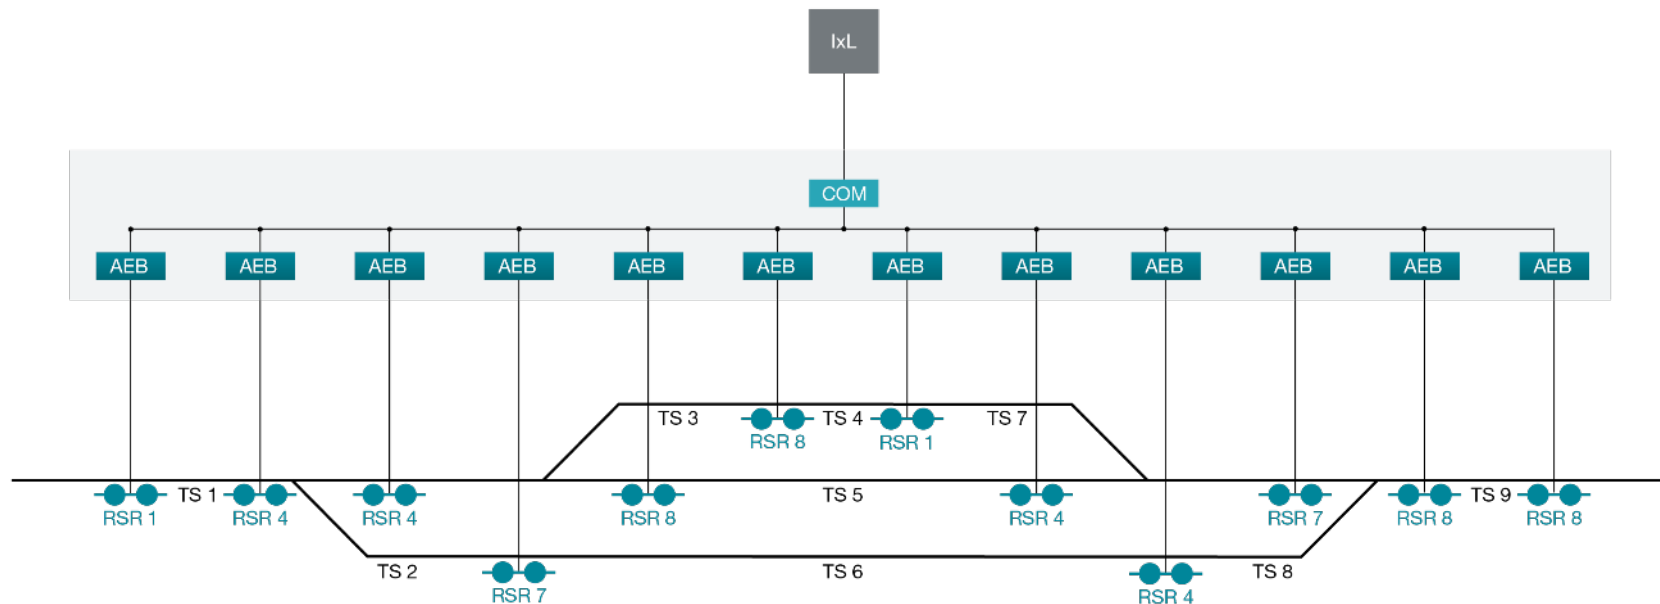 IxL
COM
AEB AEB AEB AEB AEB AEB AEB AEB AEB AEB AEB AEB
TS 3 TS 4 TS 7
RSR 8 RSR 1
TS 1 TS 5 TS 9
RSR 1 RSR 4 RSR 4 RSR 8 RSR 4 RSR 7 RSR 8 RSR 8
TS 2 TS 6 TS 8
RSR 7 RSR 4